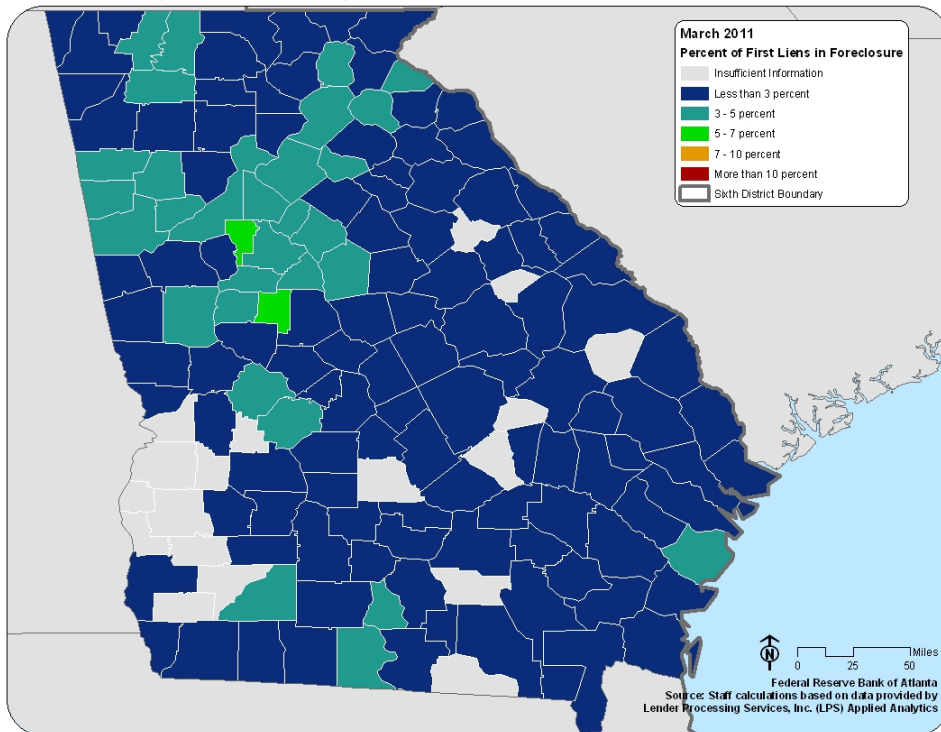 March 2011
Percent of First Liens in Foreclosure
Insufficient Information
Less than 3 percent
3 - 5 percent
5 - 7 percent
7 - 10 percent
More than 10 percent
Sixth District Boundary
N
Miles
0 25 50
Federal Reserve Bank of Atlanta
Source: Staff calculations based on data provided by
Lender Processing Services, Inc. (LPS) Applied Analytics